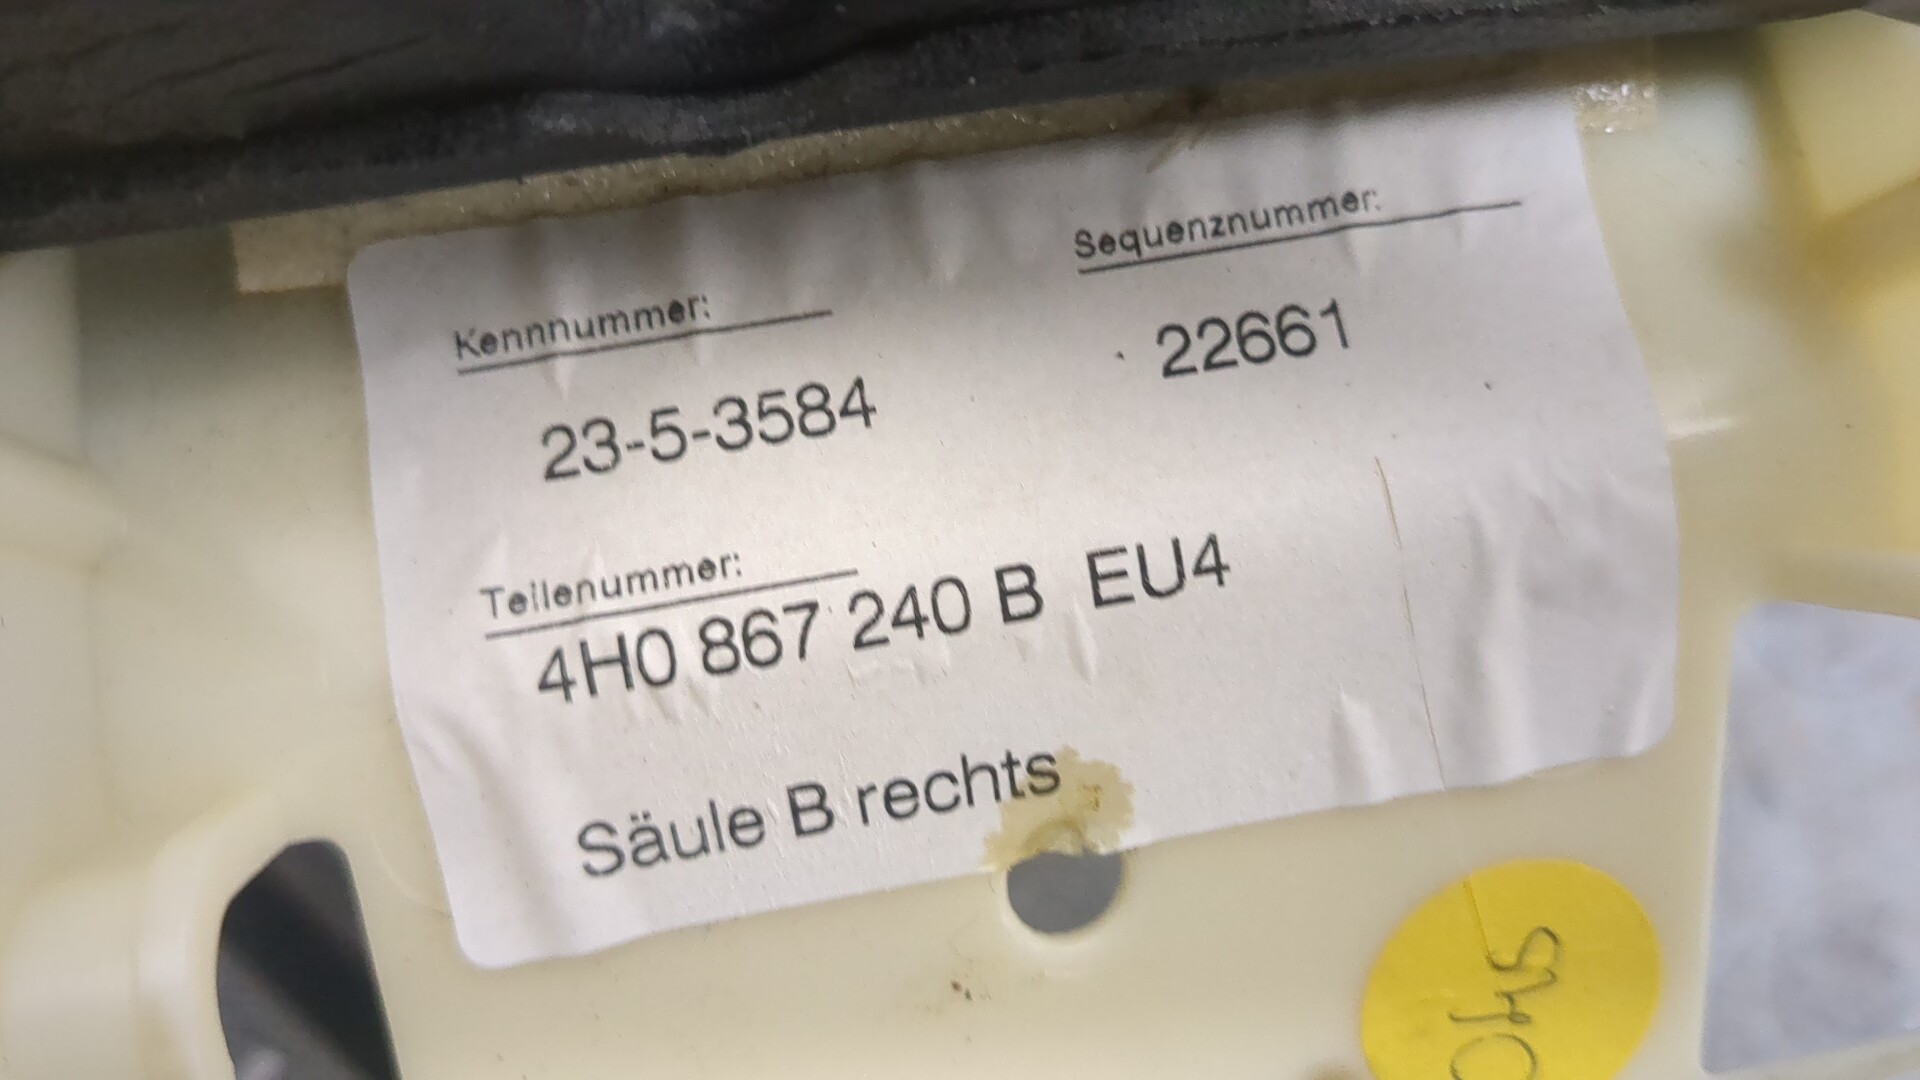 Kennnummer:
Sequenznummer:
23-5-3584
22661
Teilenummer:
4H0 867 240 B EU4
Säule B rechts